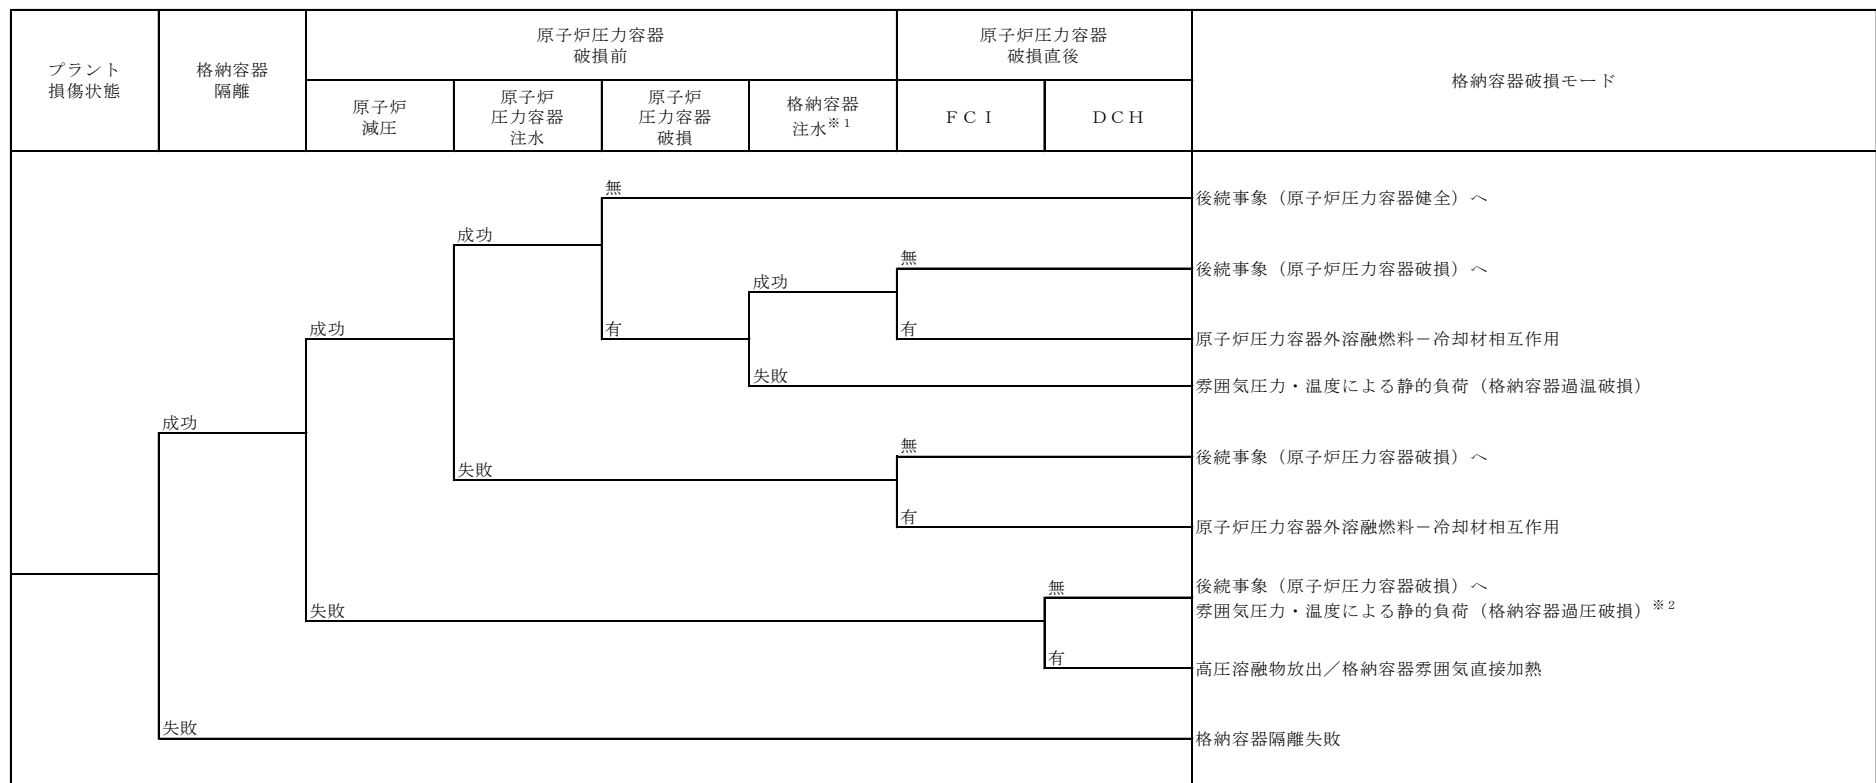 プラント
損傷状態
格納容器
隔離
原子炉圧力容器
破損前
原子炉圧力容器
破損直後
格納容器破損モード
原子炉
減圧
原子炉
圧力容器
注水
原子炉
圧力容器
破損
格納容器
注水※1
ＦＣＩ
ＤＣＨ
無
後続事象（原子炉圧力容器健全）へ
成功
無
後続事象（原子炉圧力容器破損）へ
成功
成功
有
有
原子炉圧力容器外溶融燃料－冷却材相互作用
失敗
雰囲気圧力・温度による静的負荷（格納容器過温破損）
成功
無
後続事象（原子炉圧力容器破損）へ
失敗
有
原子炉圧力容器外溶融燃料－冷却材相互作用
無
後続事象（原子炉圧力容器破損）へ
失敗
雰囲気圧力・温度による静的負荷（格納容器過圧破損）※2
有
高圧溶融物放出／格納容器雰囲気直接加熱
失敗
格納容器隔離失敗